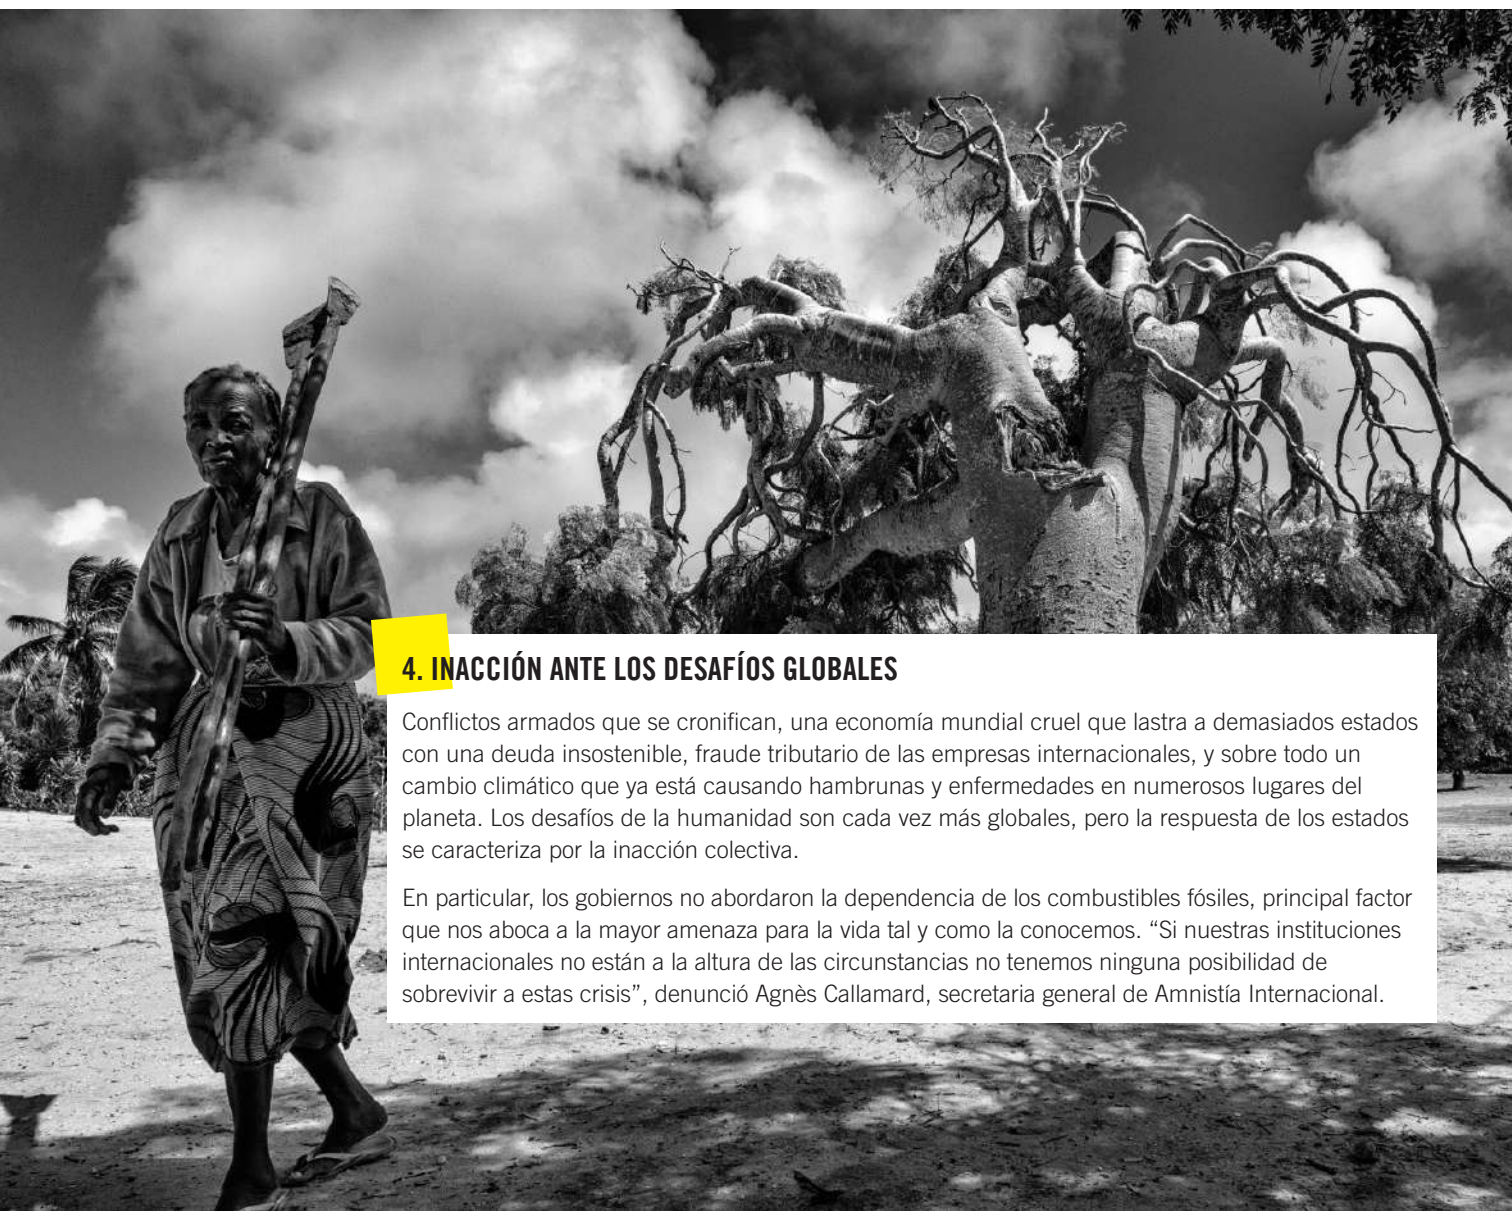 4. INACCIÓN ANTE LOS DESAFÍOS GLOBALES
Conflictos armados que se cronifican, una economía mundial cruel que lastra a demasiados estados
con una deuda insostenible, fraude tributario de las empresas internacionales, y sobre todo un
cambio climático que ya está causando hambrunas y enfermedades en numerosos lugares del
planeta. Los desafíos de la humanidad son cada vez más globales, pero la respuesta de los estados
se caracteriza por la inacción colectiva.
En particular, los gobiernos no abordaron la dependencia de los combustibles fósiles, principal factor
que nos aboca a la mayor amenaza para la vida tal y como la conocemos. “Si nuestras instituciones
internacionales no están a la altura de las circunstancias no tenemos ninguna posibilidad de
sobrevivir a estas crisis”, denunció Agnès Callamard, secretaria general de Amnistía Internacional.